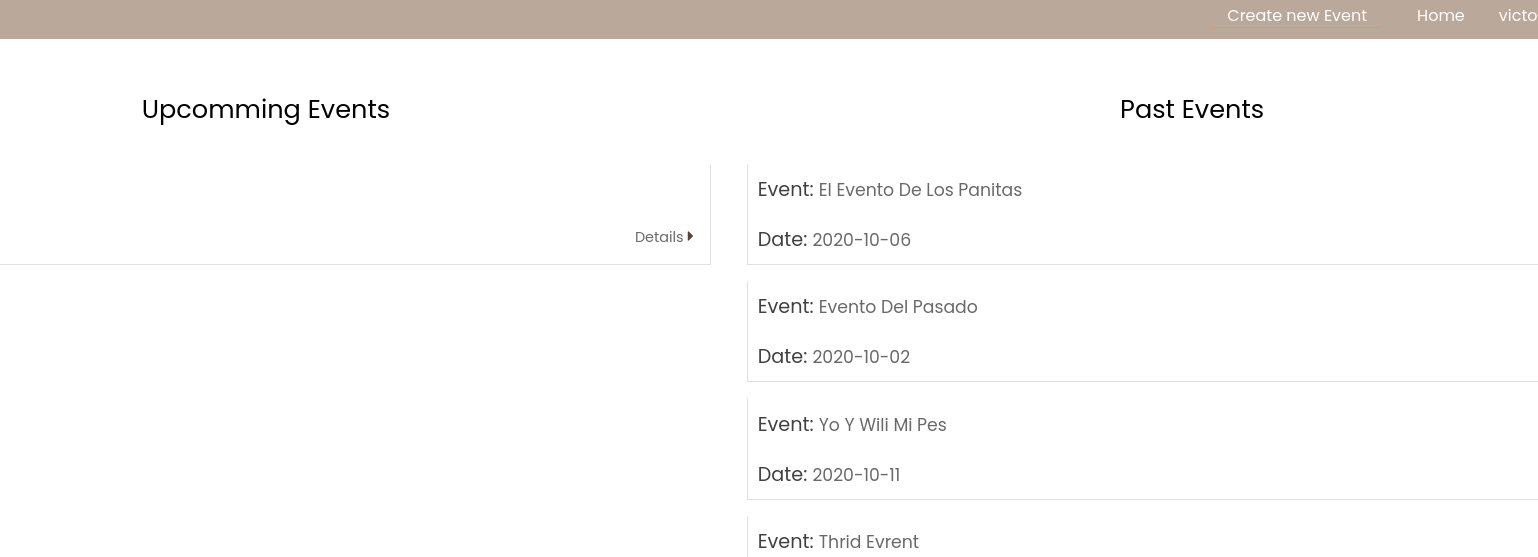 Create new Event Home victo
Upcomming Events
Details
Past Events
Event: El Evento De Los Panitas
Date: 2020-10-06
Event: Evento Del Pasado
Date: 2020-10-02
Event: Yo Y Wili Mi Pes
Date: 2020-10-11
Event: Thrid Evrent